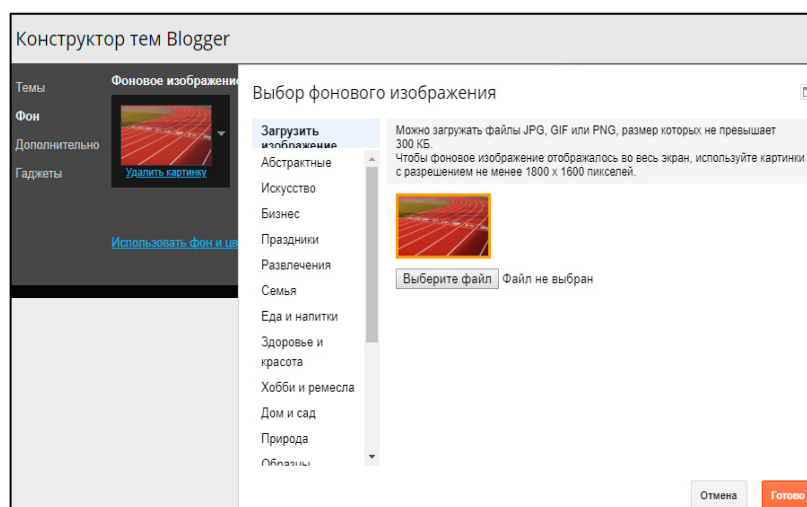 Конструктор тем Blogger
Темы
Фон
Дополнительно
Гаджеты
Фоновое изображени
Удалить картинку
Использовать фон и цв
Выбор фонового изображения
Загрузить
изображение
Абстрактные
Искусство
Бизнес
Праздники
Развлечения
Семья
Еда и напитки
Здоровье и
красота
Хобби и ремесла
Дом и сад
Природа
Образцы
Можно загружать файлы JPG, GIF или PNG, размер которых не превышает
300 КБ.
Чтобы фоновое изображение отображалось во весь экран, используйте картинки
с разрешением не менее 1800 x 1600 пикселей.
Выберите файл Файл не выбран
Отмена
Готово